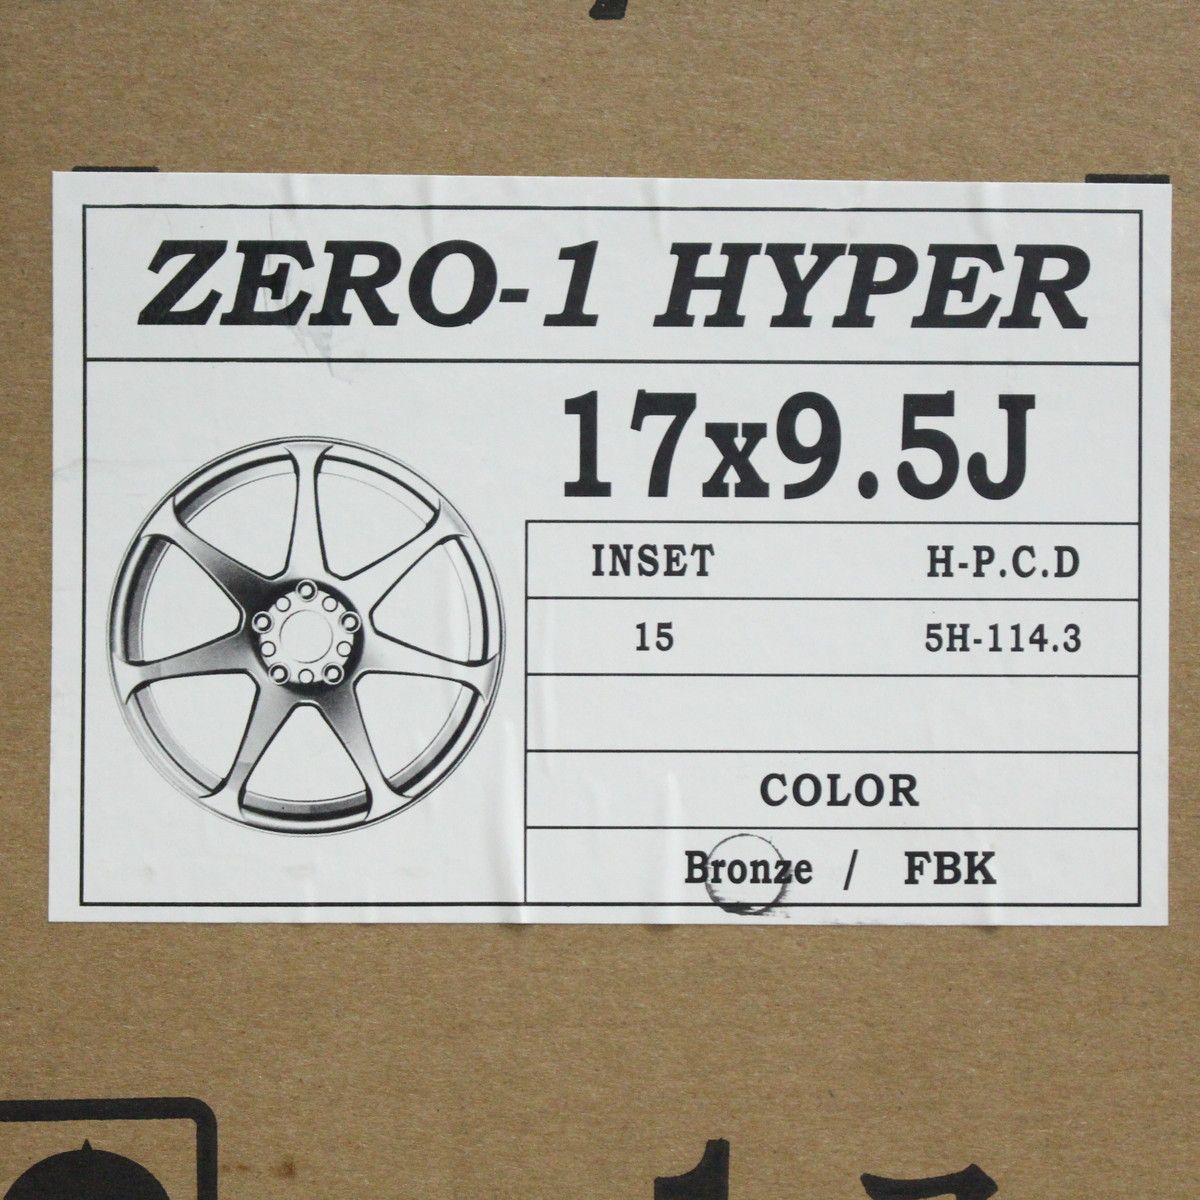 ZERO-1 HYPER
17x9.5J
INSET H-P.C.D
15 5H-114.3
COLOR
Bronze / FBK